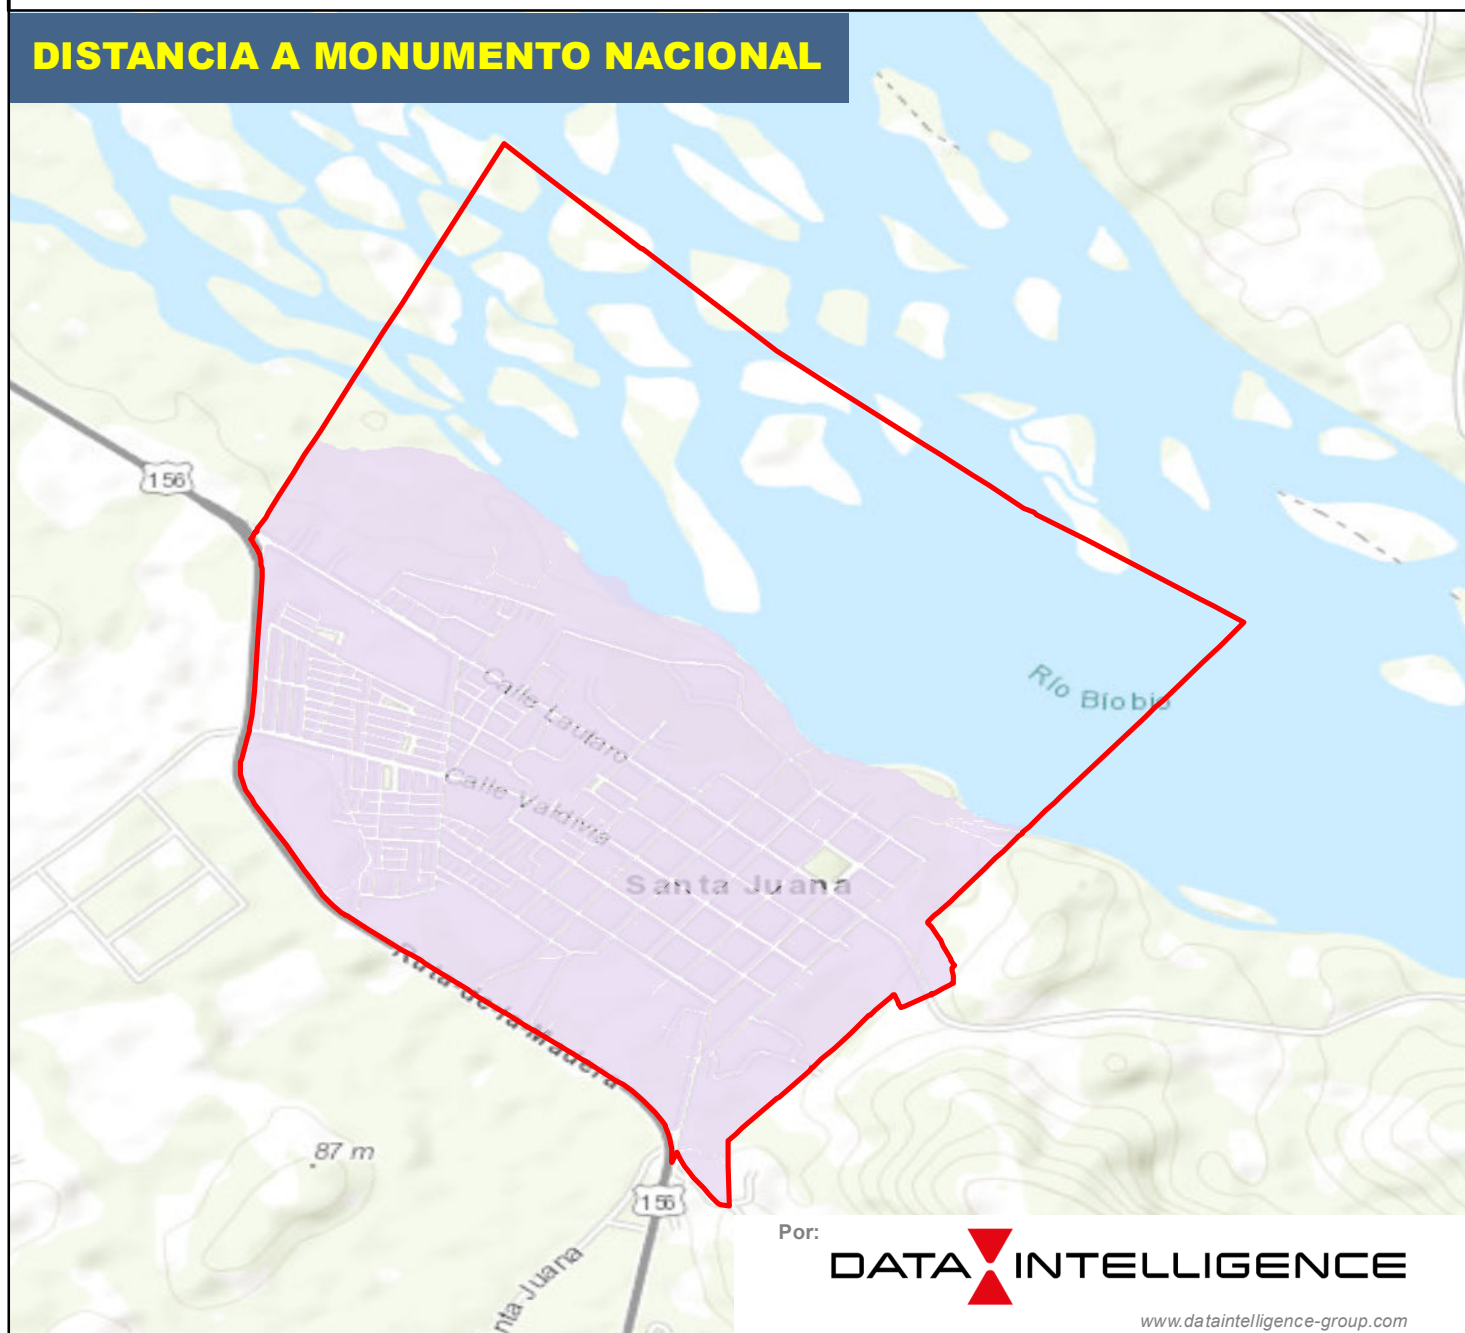 DISTANCIA A MONUMENTO NACIONAL
156
Río Bíobío
Calle Lautaro
Calle Valdivia
Santa Juana
Ruta de la Madera
87 m
156
nta Juana
Por:
DATA INTELLIGENCE
www.dataintelligence-group.com